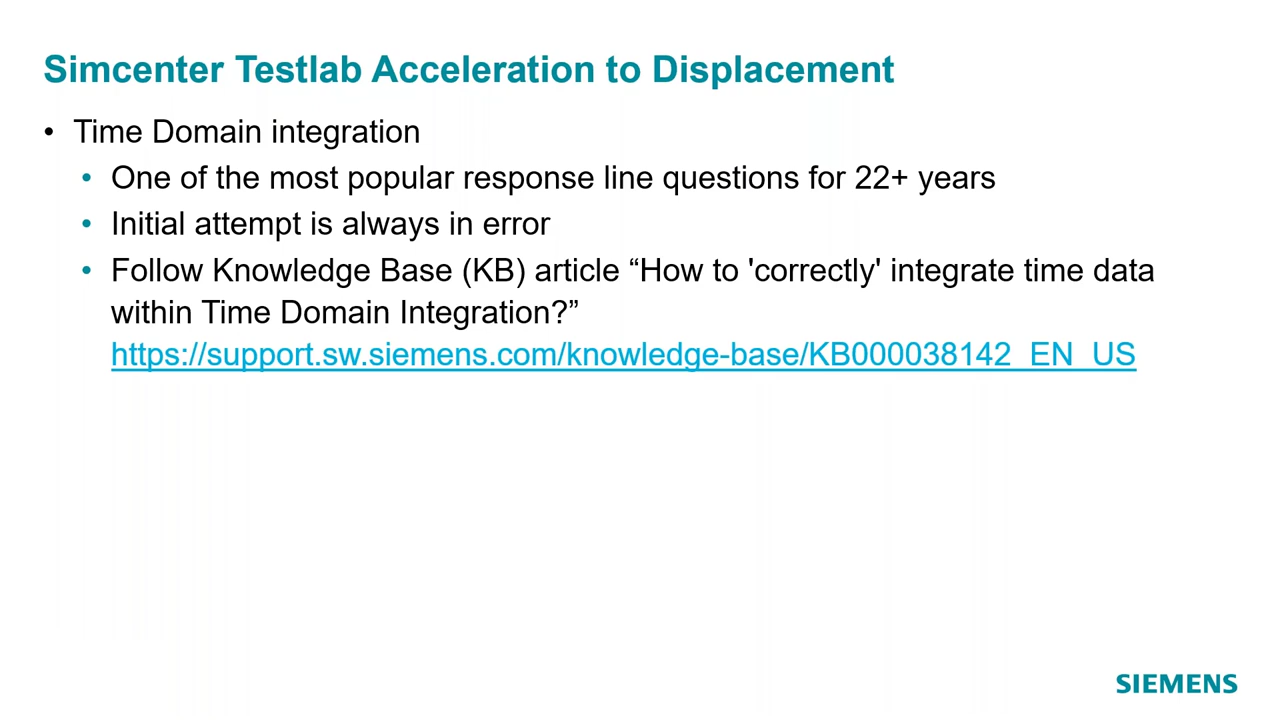 Simcenter Testlab Acceleration to Displacement
• Time Domain integration
• One of the most popular response line questions for 22+ years
• Initial attempt is always in error
• Follow Knowledge Base (KB) article “How to 'correctly' integrate time data
within Time Domain Integration?”
https://support.sw.siemens.com/knowledge-base/KB000038142_EN_US
SIEMENS